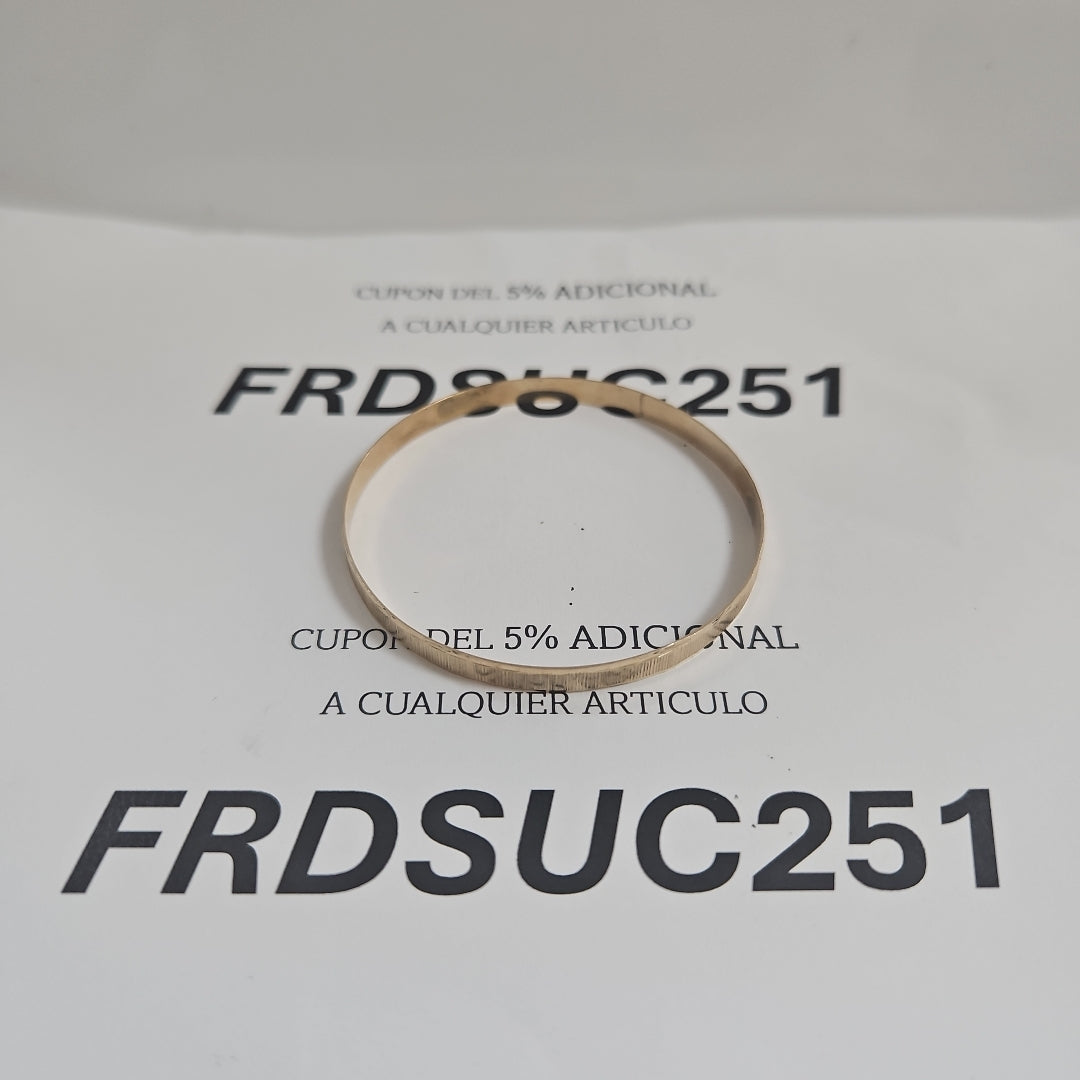 CUPON DEL 5% ADICIONAL
A CUALQUIER ARTICULO
FRDSUC251
CUPON DEL 5% ADICIONAL
A CUALQUIER ARTICULO
FRDSUC251